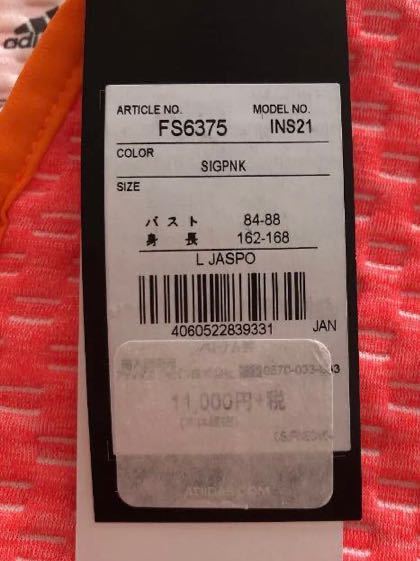 adidas
ARTICLE NO. MODEL NO.
FS6375 INS21
COLOR
SIGPNK
SIZE
バスト 84-88
身長 162-168
L JASPO
4060522839331 JAN
11,000円+税
ADIDAS.COM